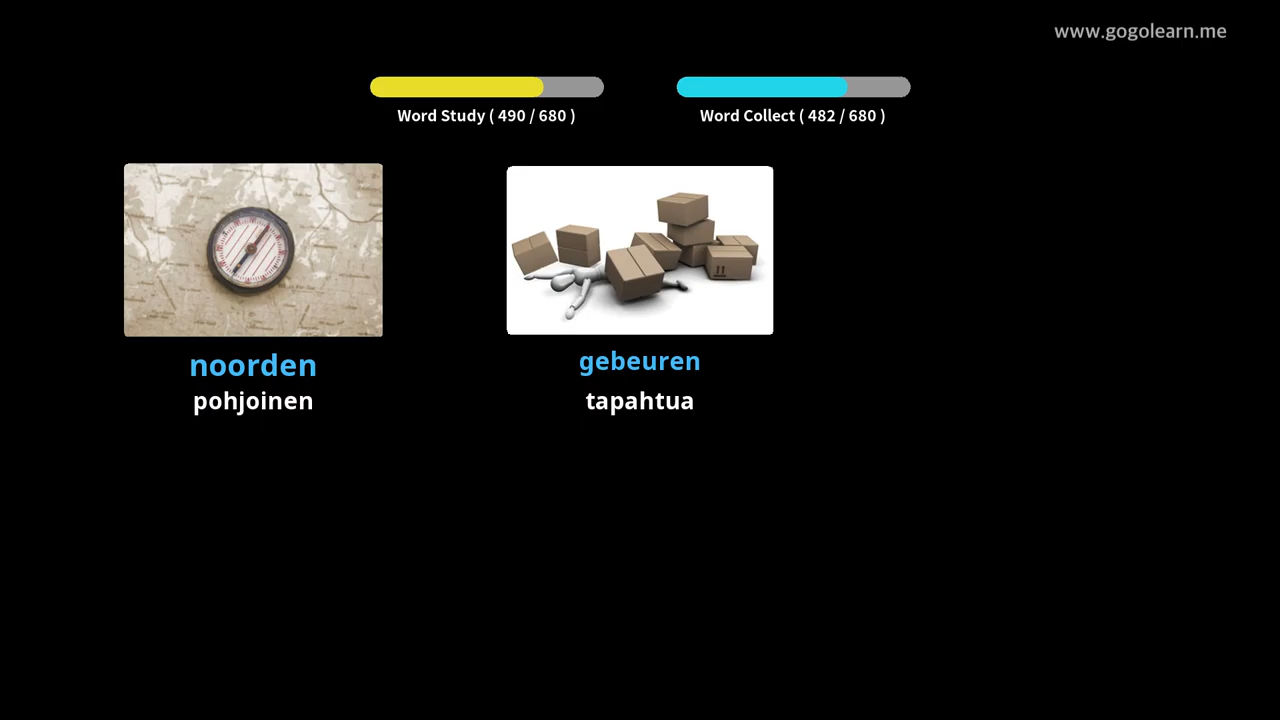 www.gogolearn.me
Word Study ( 490 / 680 )
Word Collect ( 482 / 680 )
noorden
pohjoinen
gebeuren
tapahtua